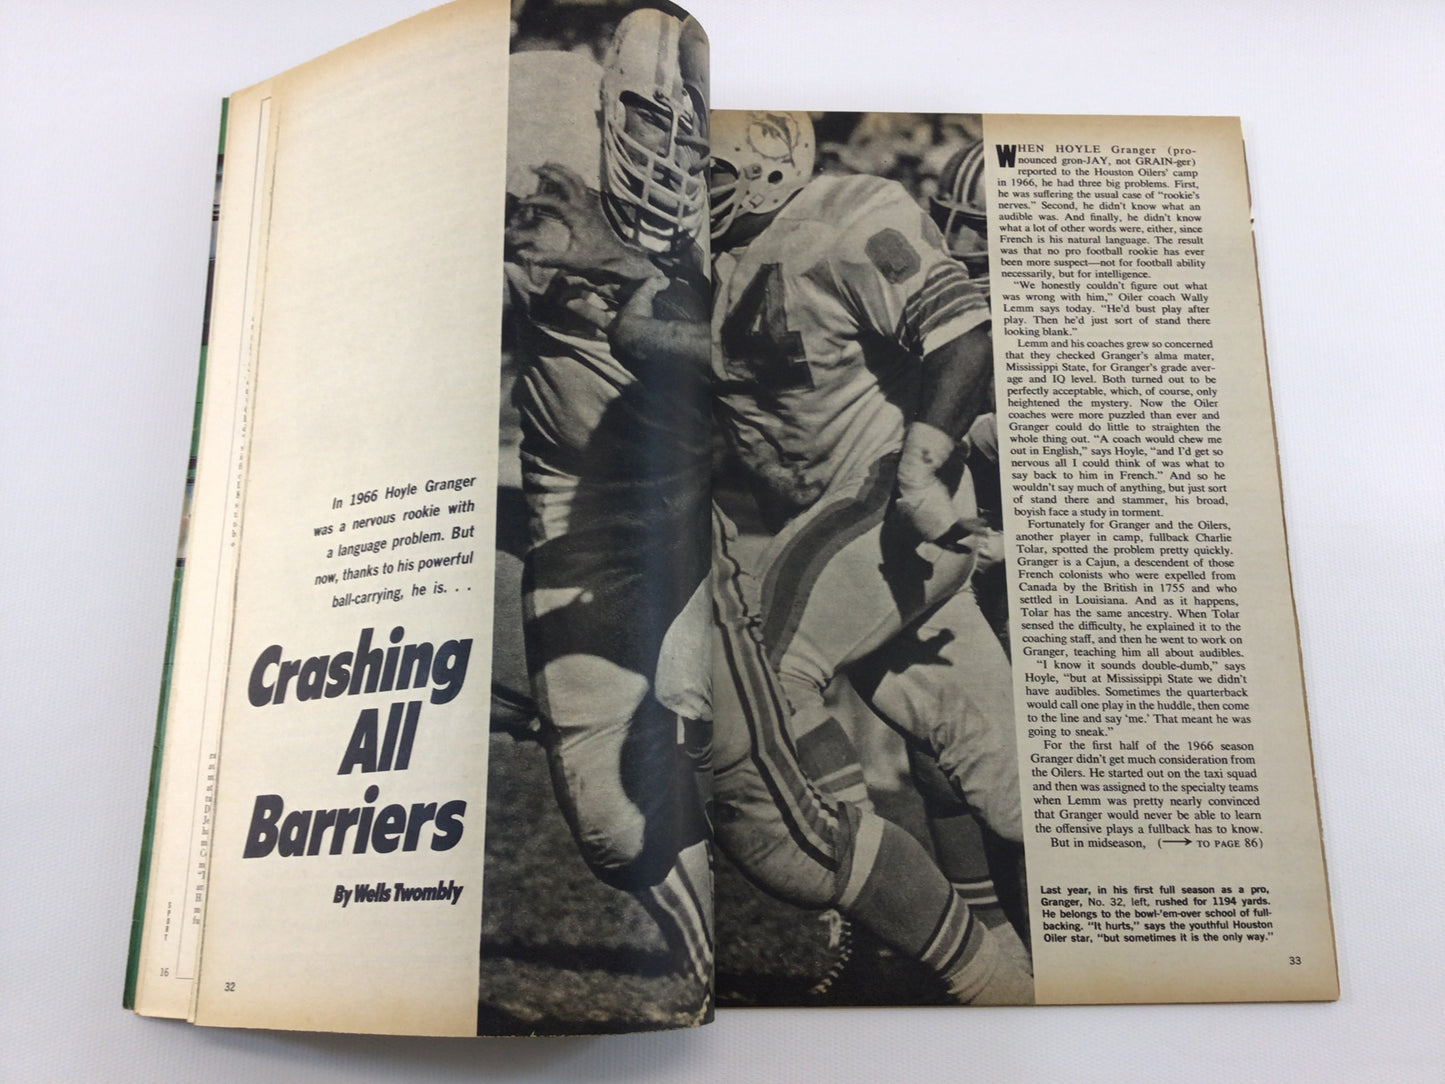 In 1966 Hoyle Granger
was a nervous rookie with
a language problem. But
now, thanks to his powerful
ball-carrying, he is. . .
Crashing
All
Barriers
By Wells Twombly
32
SPORT
16
4
WHEN HOYLE Granger (pro-
nounced gron-JAY, not GRAIN-ger)
reported to the Houston Oilers' camp
in 1966, he had three big problems. First,
he was suffering the usual case of "rookie's
nerves." Second, he didn't know what an
audible was. And finally, he didn't know
what a lot of other words were, either, since
French is his natural language. The result
was that no pro football rookie has ever
been more suspect—not for football ability
necessarily, but for intelligence.
"We honestly couldn't figure out what
was wrong with him," Oiler coach Wally
Lemm says today. "He'd bust play after
play. Then he'd just sort of stand there
looking blank."
Lemm and his coaches grew so concerned
that they checked Granger's alma mater,
Mississippi State, for Granger's grade aver-
age and IQ level. Both turned out to be
perfectly acceptable, which, of course, only
heightened the mystery. Now the Oiler
coaches were more puzzled than ever and
Granger could do little to straighten the
whole thing out. "A coach would chew me
out in English," says Hoyle, "and I'd get so
nervous all I could think of was what to
say back to him in French." And so he
wouldn't say much of anything, but just sort
of stand there and stammer, his broad,
boyish face a study in torment.
Fortunately for Granger and the Oilers,
another player in camp, fullback Charlie
Tolar, spotted the problem pretty quickly.
Granger is a Cajun, a descendent of those
French colonists who were expelled from
Canada by the British in 1755 and who
settled in Louisiana. And as it happens,
Tolar has the same ancestry. When Tolar
sensed the difficulty, he explained it to the
coaching staff, and then he went to work on
Granger, teaching him all about audibles.
"I know it sounds double-dumb," says
Hoyle, "but at Mississippi State we didn't
have audibles. Sometimes the quarterback
would call one play in the huddle, then come
to the line and say 'me.' That meant he was
going to sneak."
For the first half of the 1966 season
Granger didn't get much consideration from
the Oilers. He started out on the taxi squad
and then was assigned to the specialty teams
when Lemm was pretty nearly convinced
that Granger would never be able to learn
the offensive plays a fullback has to know.
But in midseason, (⟶ TO PAGE 86)
Last year, in his first full season as a pro,
Granger, No. 32, left, rushed for 1194 yards.
He belongs to the bowl-'em-over school of full-
backing. "It hurts," says the youthful Houston
Oiler star, "but sometimes it is the only way."
33